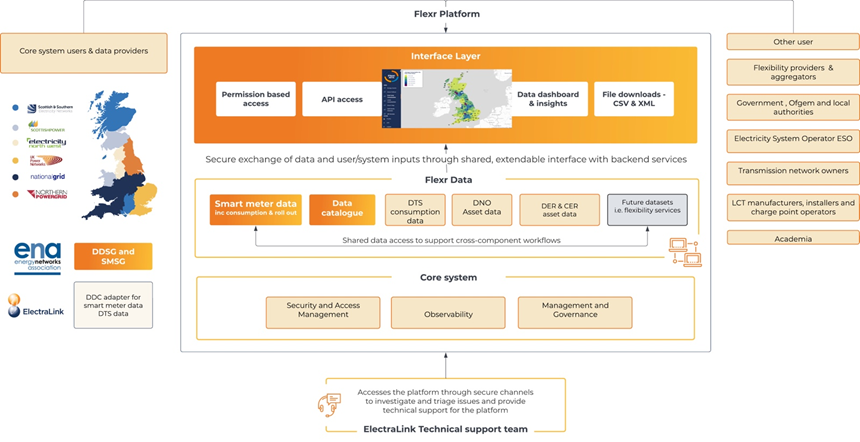 Flexr Platform
Core system users & data providers
Scottish & Southern
SCOTTISHPOWER
electricity
north west
UK
Power
Networks
nationalgrid
NORTHERN
POWERGRID
ena
energynetworks
association
DDSG and
SMSG
ElectraLink
DDC adapter for
smart meter data
DTS data
Interface Layer
Permission based
access
API access
Data dashboard
& insights
File downloads -
CSV & XML
Secure exchange of data and user/system inputs through shared, extendable interface with backend services
Flexr Data
Smart meter data
inc consumption & roll out
Data
catalogue
DTS
consumption
data
DNO
Asset data
DER & CER
asset data
Future datasets
i.e. flexibility services
Shared data access to support cross-component workflows
Core system
Security and Access
Management
Observability
Management and
Governance
Accesses the platform through secure channels
to investigate and triage issues and provide
technical support for the platform
ElectraLink Technical support team
Other user
Flexibility providers &
aggregators
Government , Ofgem and local
authorities
Electricity System Operator ESO
Transmission network owners
LCT manufacturers, installers and
charge point operators
Academia